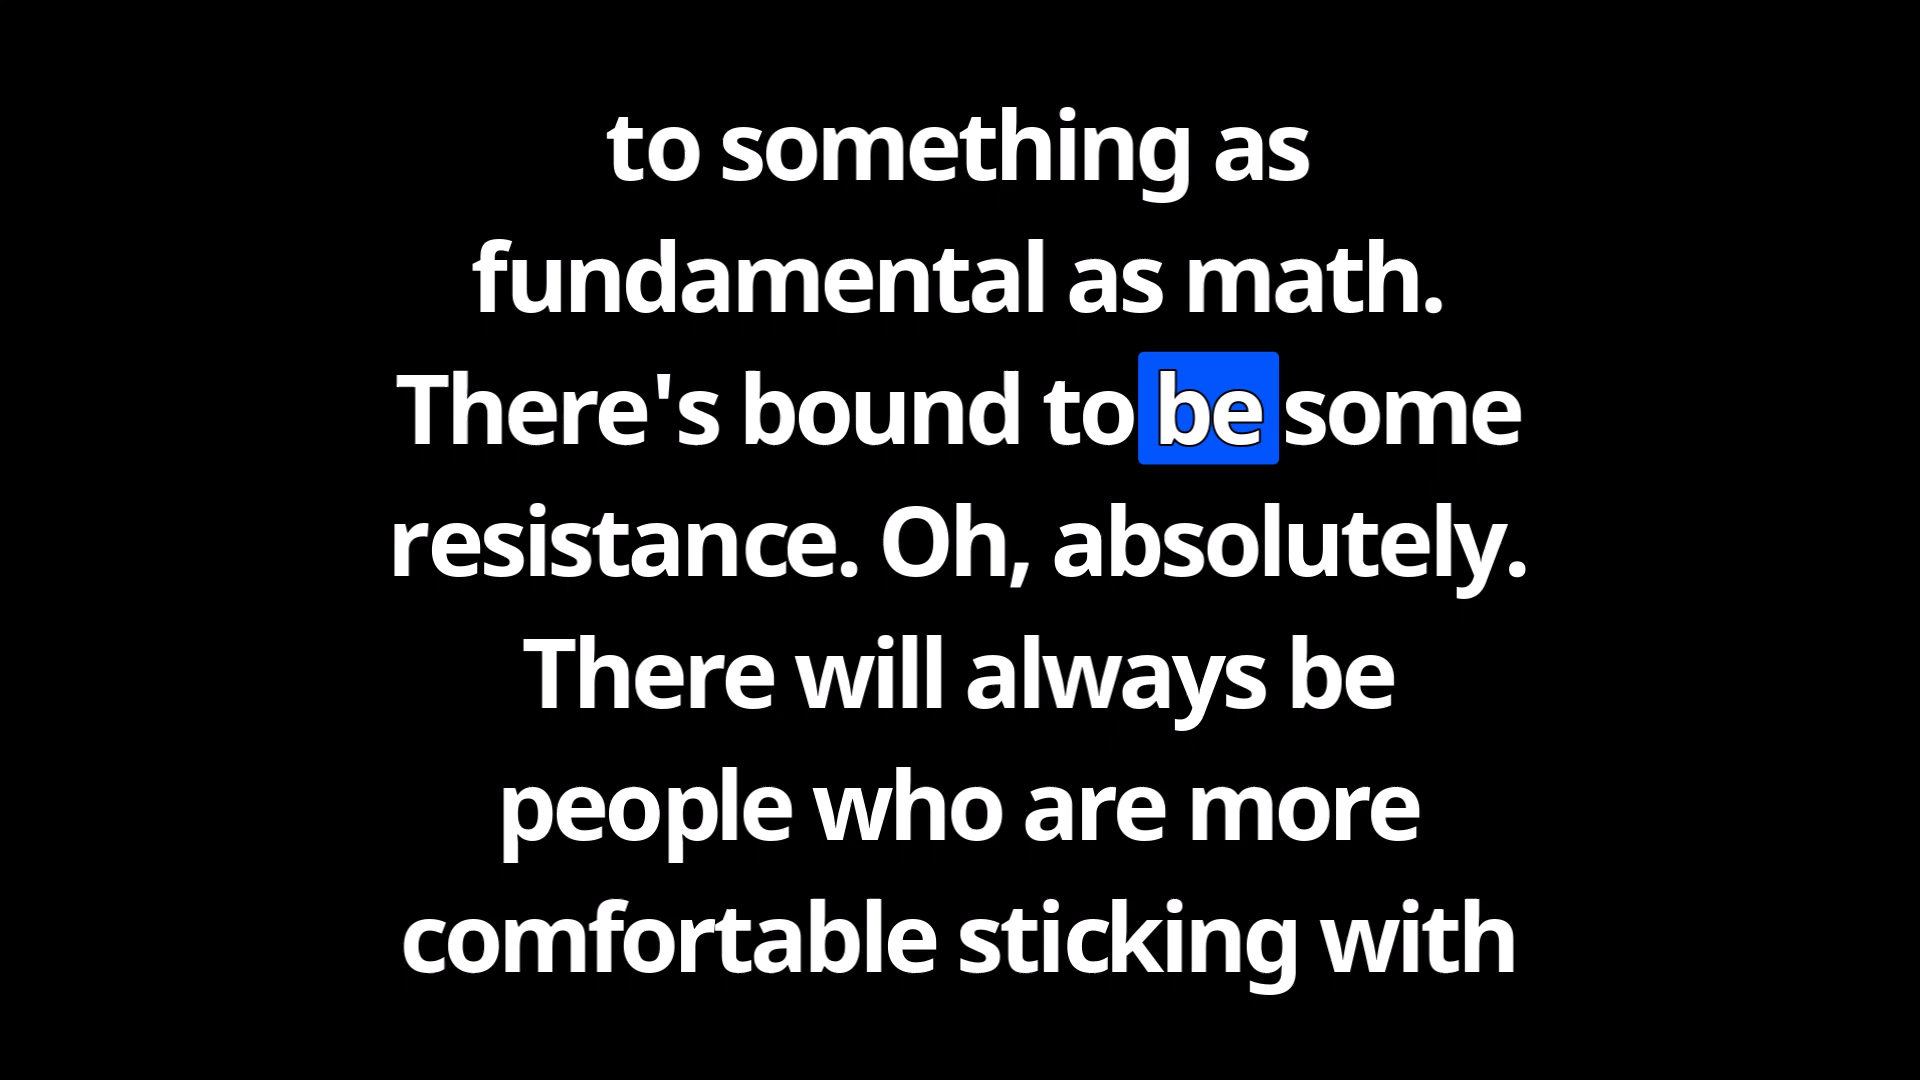 to something as
fundamental as math.
There's bound to be some
resistance. Oh, absolutely.
There will always be
people who are more
comfortable sticking with